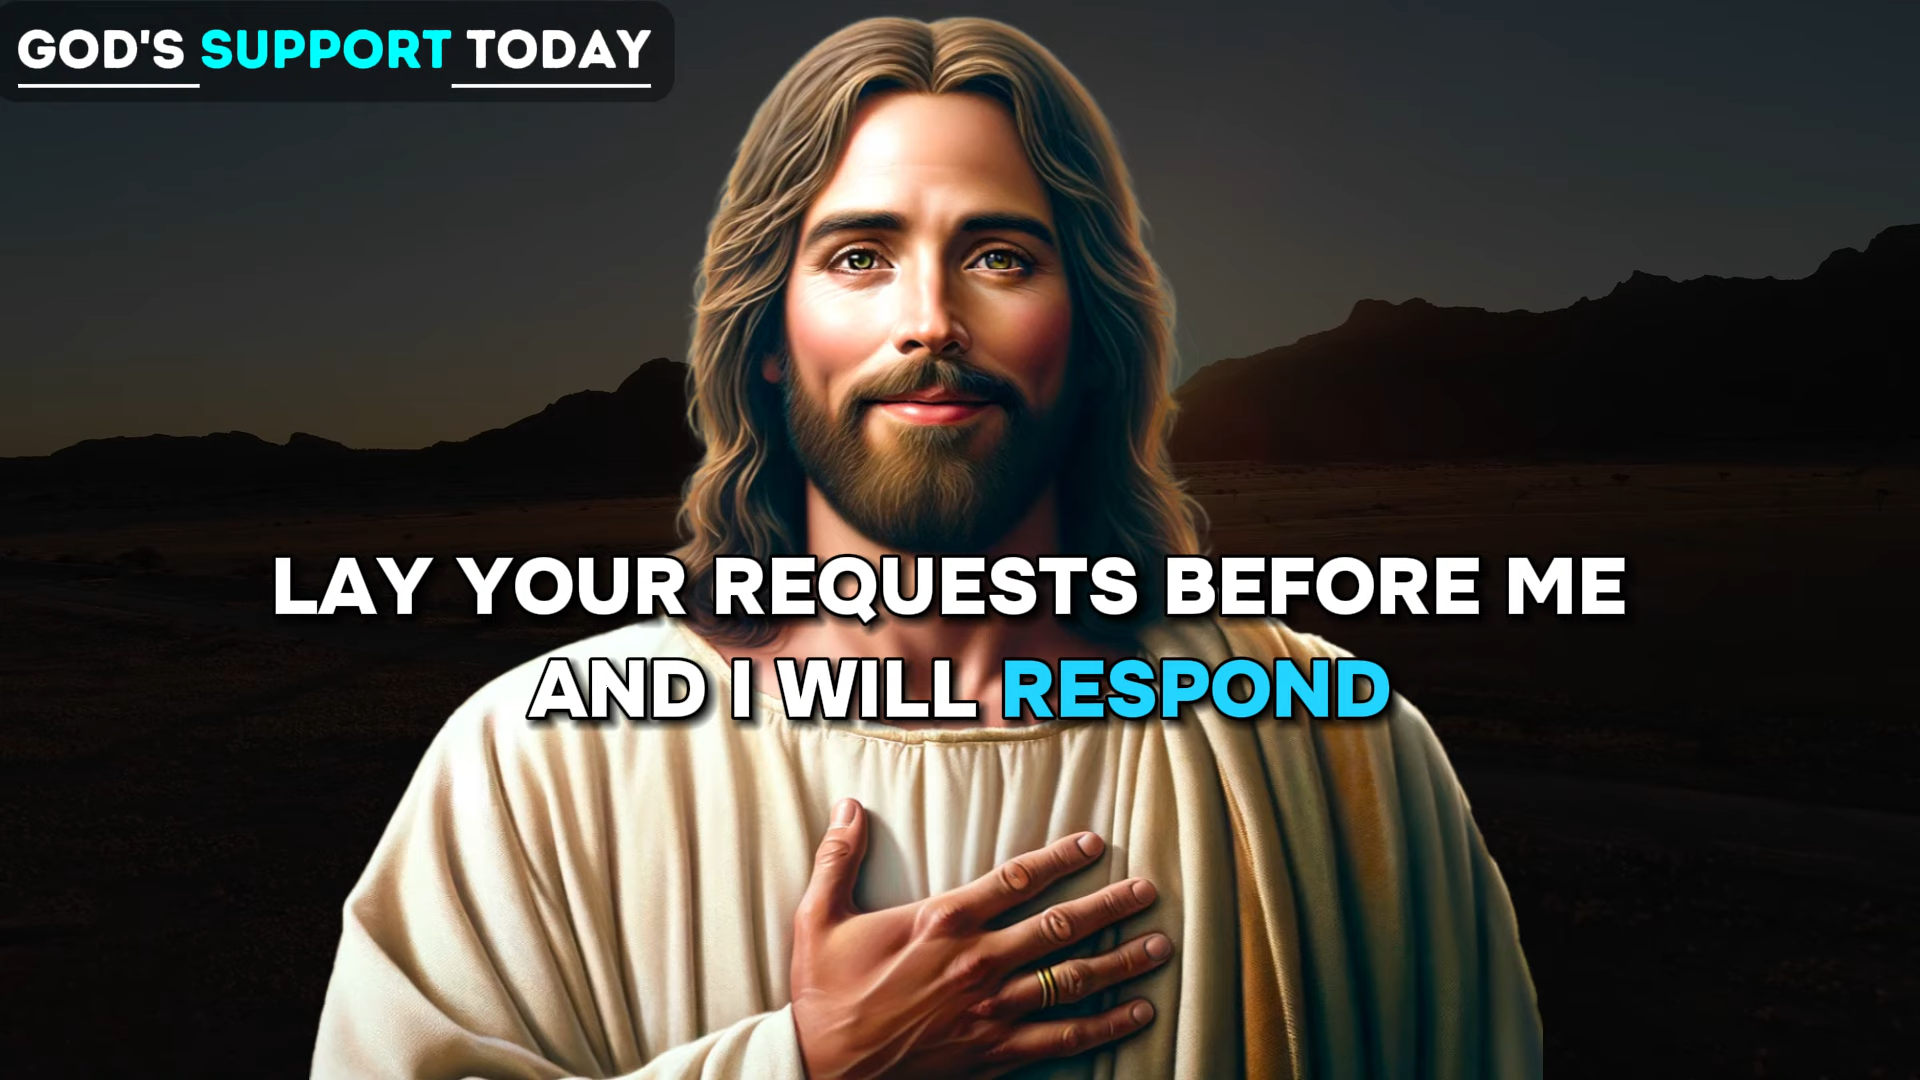 GOD'S SUPPORT TODAY
LAY YOUR REQUESTS BEFORE ME
AND I WILL RESPOND